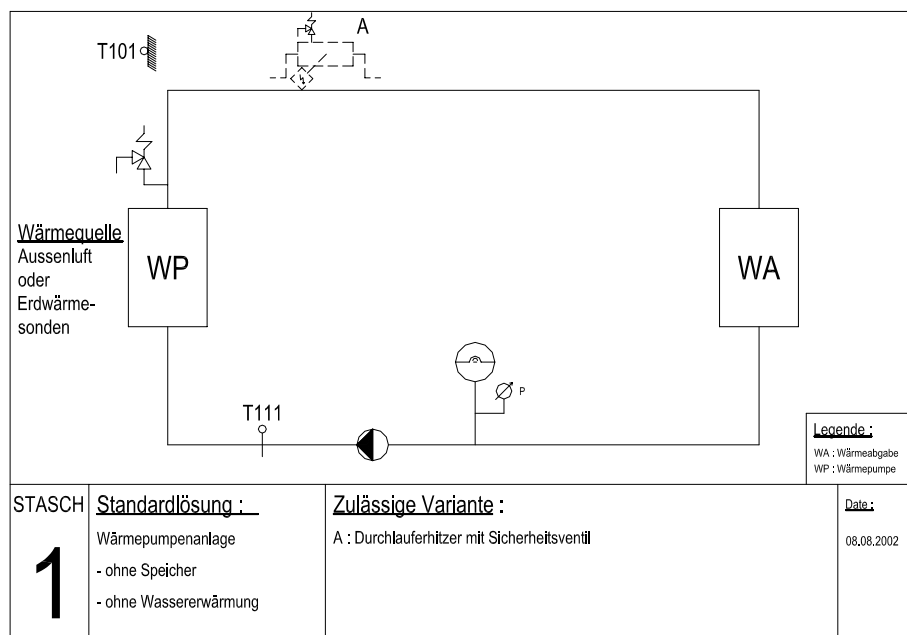 A
T101
Wärmequelle
Aussenluft
oder
Erdwärme-
sonden
WP
WA
P
T111
Legende :
WA : Wärmeabgabe
WP : Wärmepumpe
STASCH
1
Standardlösung :
Wärmepumpenanlage
- ohne Speicher
- ohne Wassererwärmung
Zulässige Variante :
A : Durchlauferhitzer mit Sicherheitsventil
Date :
08.08.2002